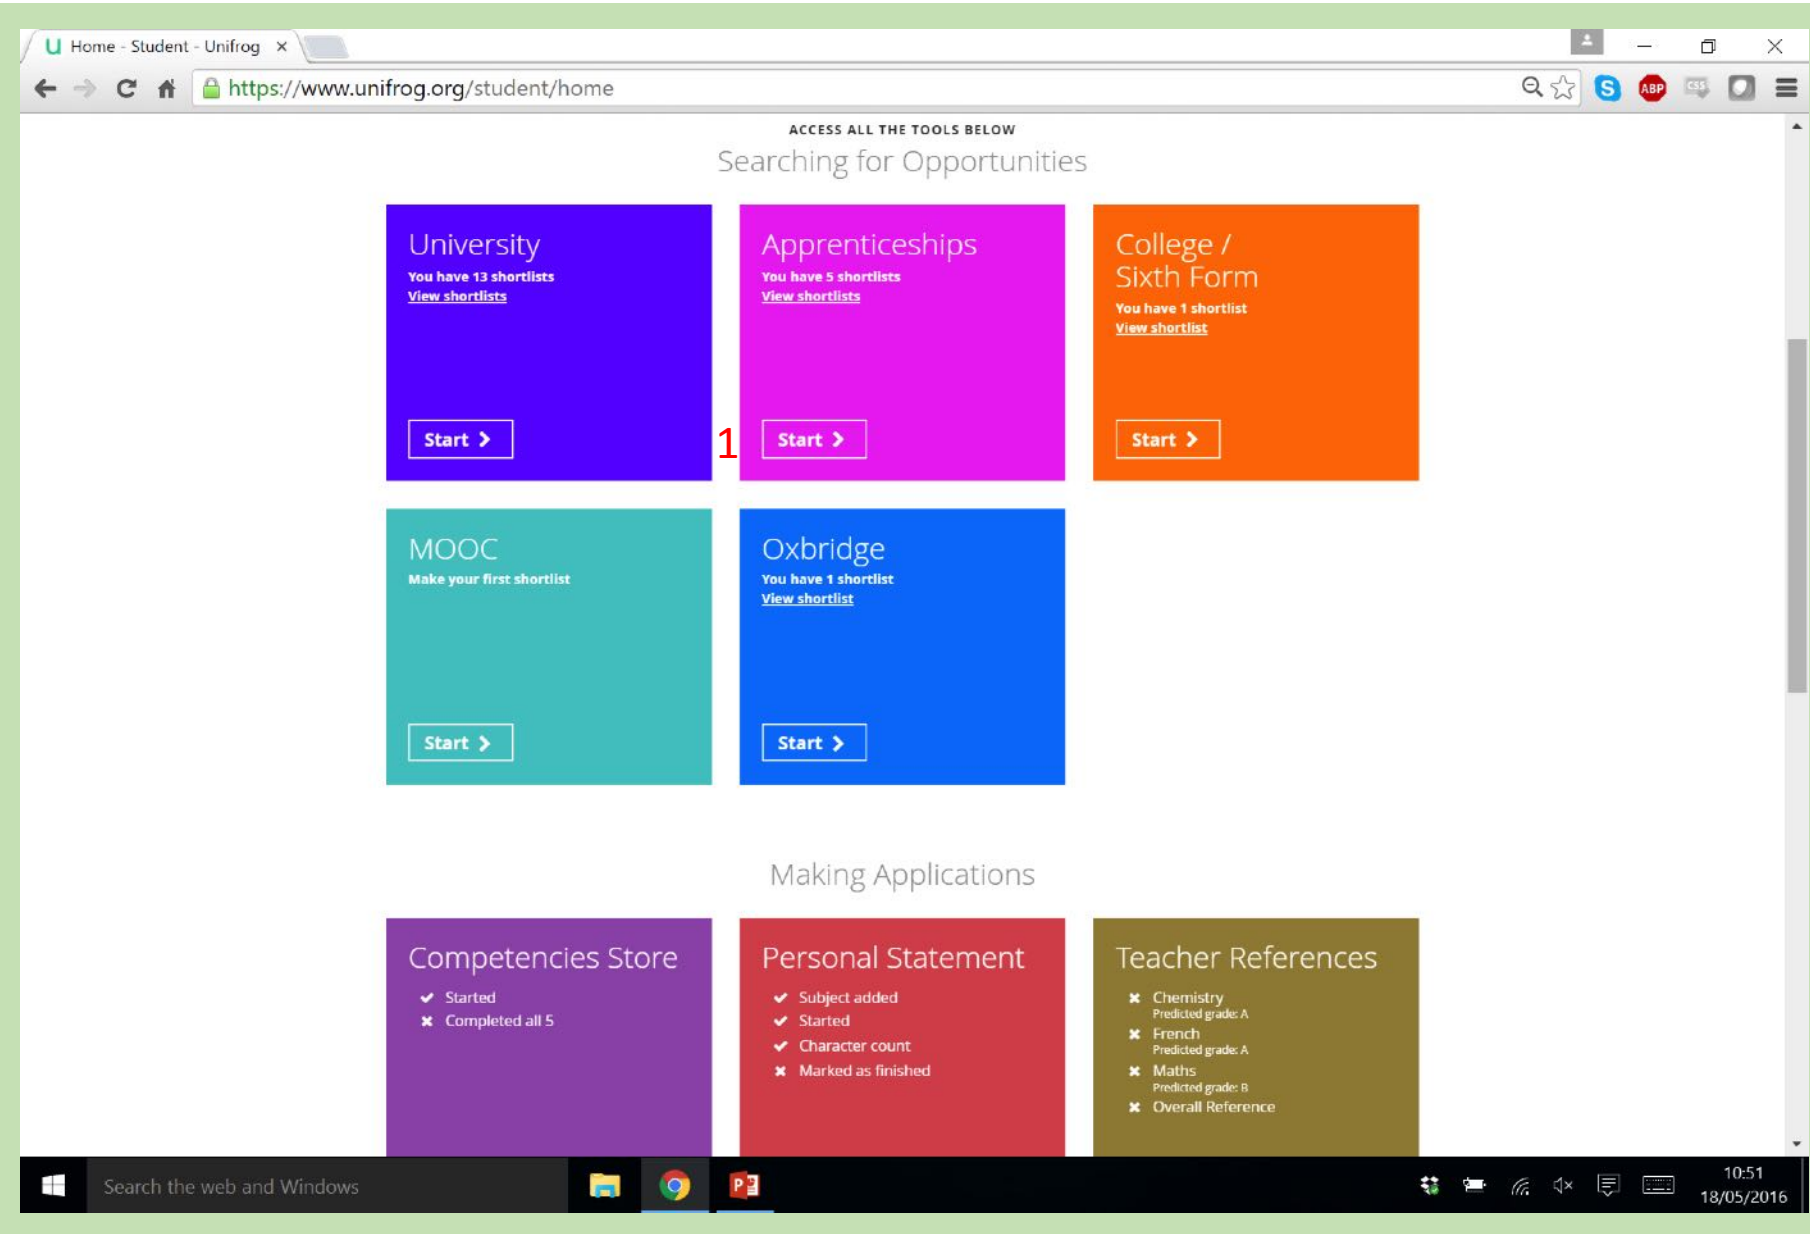 Home - Student - Unifrog
https://www.unifrog.org/student/home
ABP
CSS
ACCESS ALL THE TOOLS BELOW
Searching for Opportunities
University
You have 13 shortlists
View shortlists
Start
1
Apprenticeships
You have 5 shortlists
View shortlists
Start
College /
Sixth Form
You have 1 shortlist
View shortlist
Start
MOOC
Make your first shortlist
Start
Oxbridge
You have 1 shortlist
View shortlist
Start
Making Applications
Competencies Store
Started
Completed all 5
Personal Statement
Subject added
Started
Character count
Marked as finished
Teacher References
Chemistry
Predicted grade: A
French
Predicted grade: A
Maths
Predicted grade: B
Overall Reference
Search the web and Windows
10:51
18/05/2016